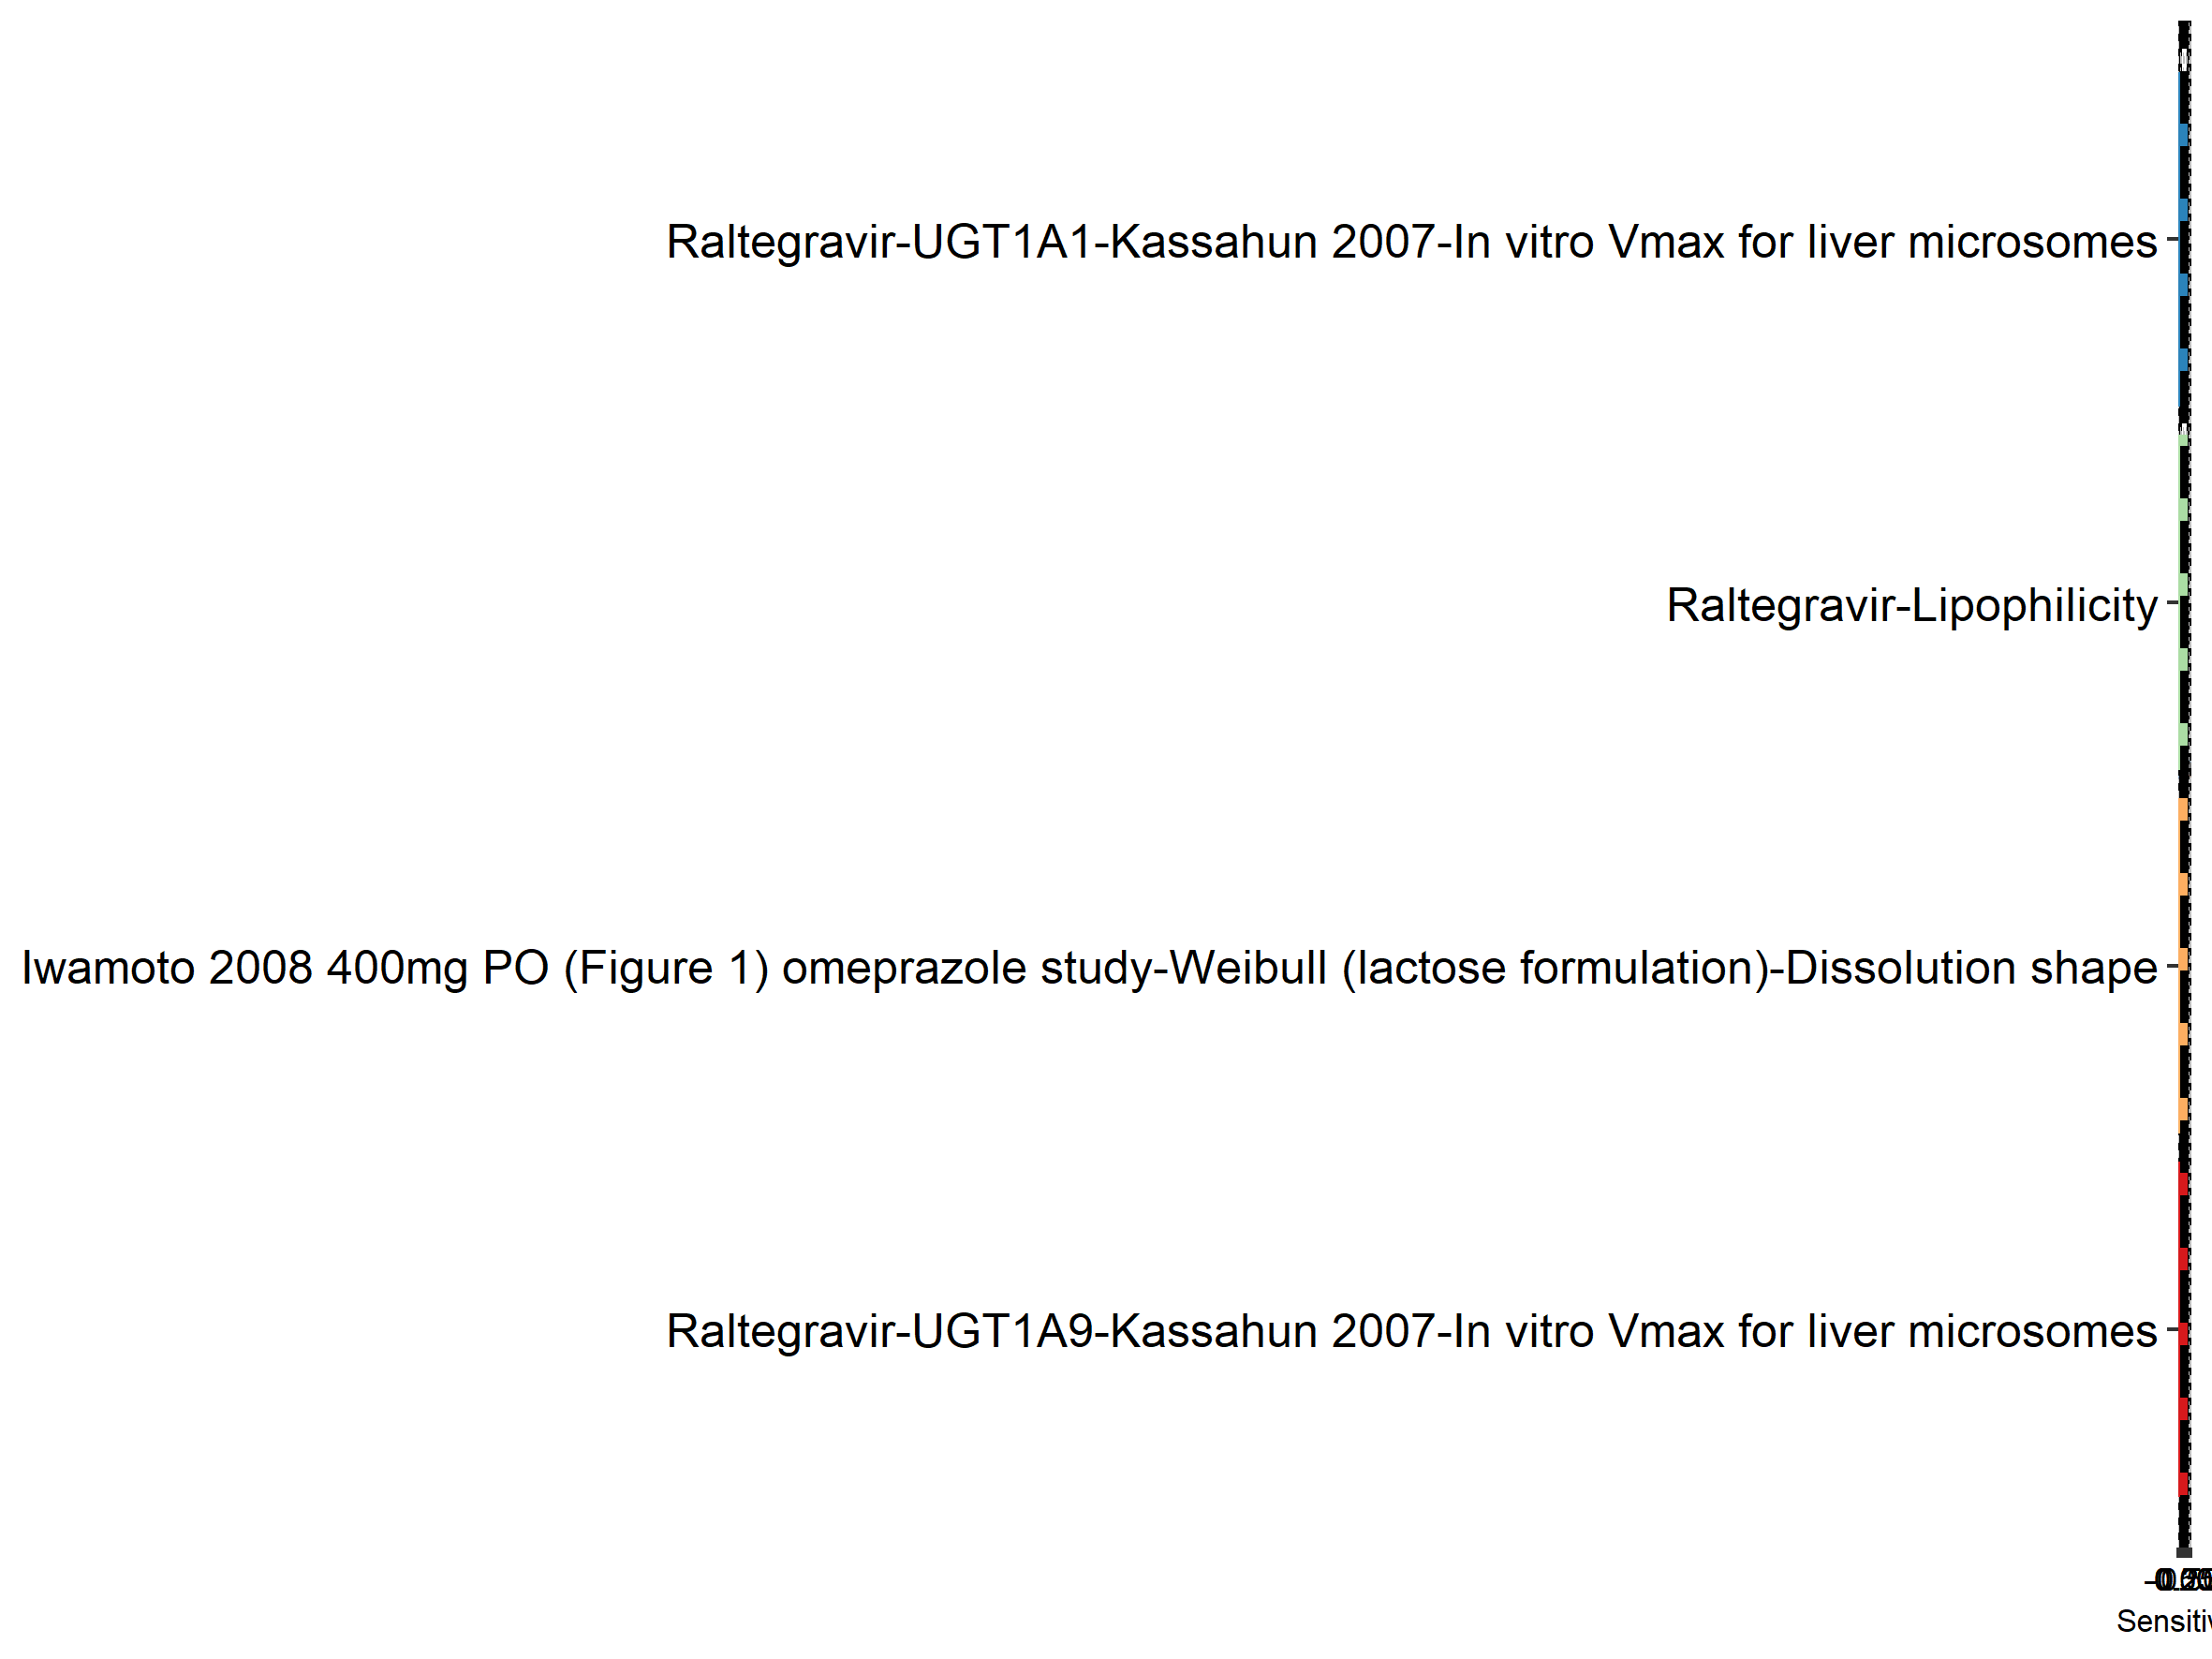 Raltegravir-UGT1A1-Kassahun 2007-In vitro Vmax for liver microsomes
Raltegravir-Lipophilicity
Iwamoto 2008 400mg PO (Figure 1) omeprazole study-Weibull (lactose formulation)-Dissolution shape
Raltegravir-UGT1A9-Kassahun 2007-In vitro Vmax for liver microsomes